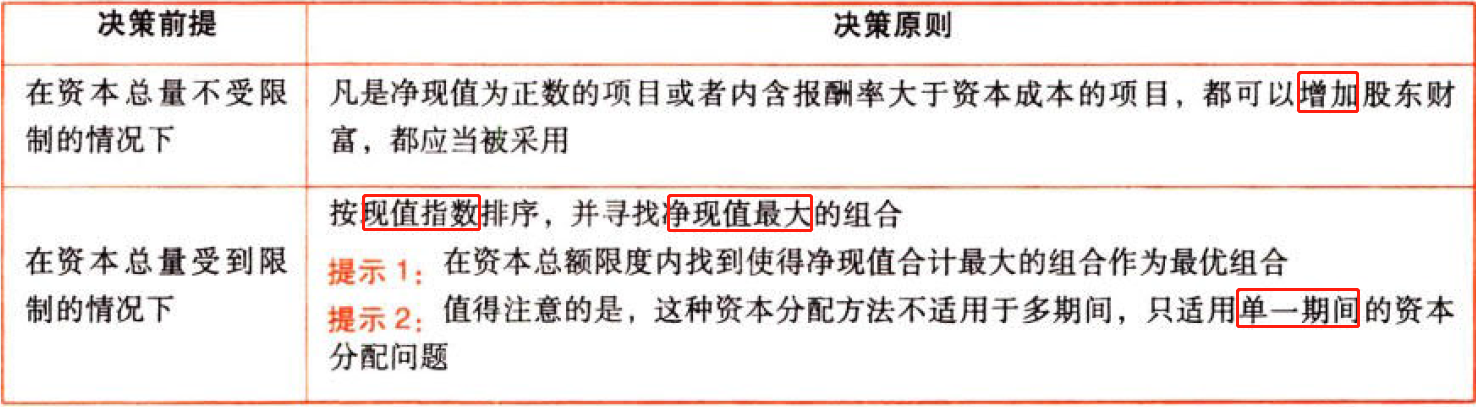 决策前提
决策原则
在资本总量不受限
制的情况下
凡是净现值为正数的项目或者内含报酬率大于资本成本的项目，都可以增加股东财
富，都应当被采用
在资本总量受到限
制的情况下
按现值指数排序，并寻找净现值最大的组合
提示1：在资本总额限度内找到使得净现值合计最大的组合作为最优组合
提示2：值得注意的是，这种资本分配方法不适用于多期间，只适用单一期间的资本
分配问题